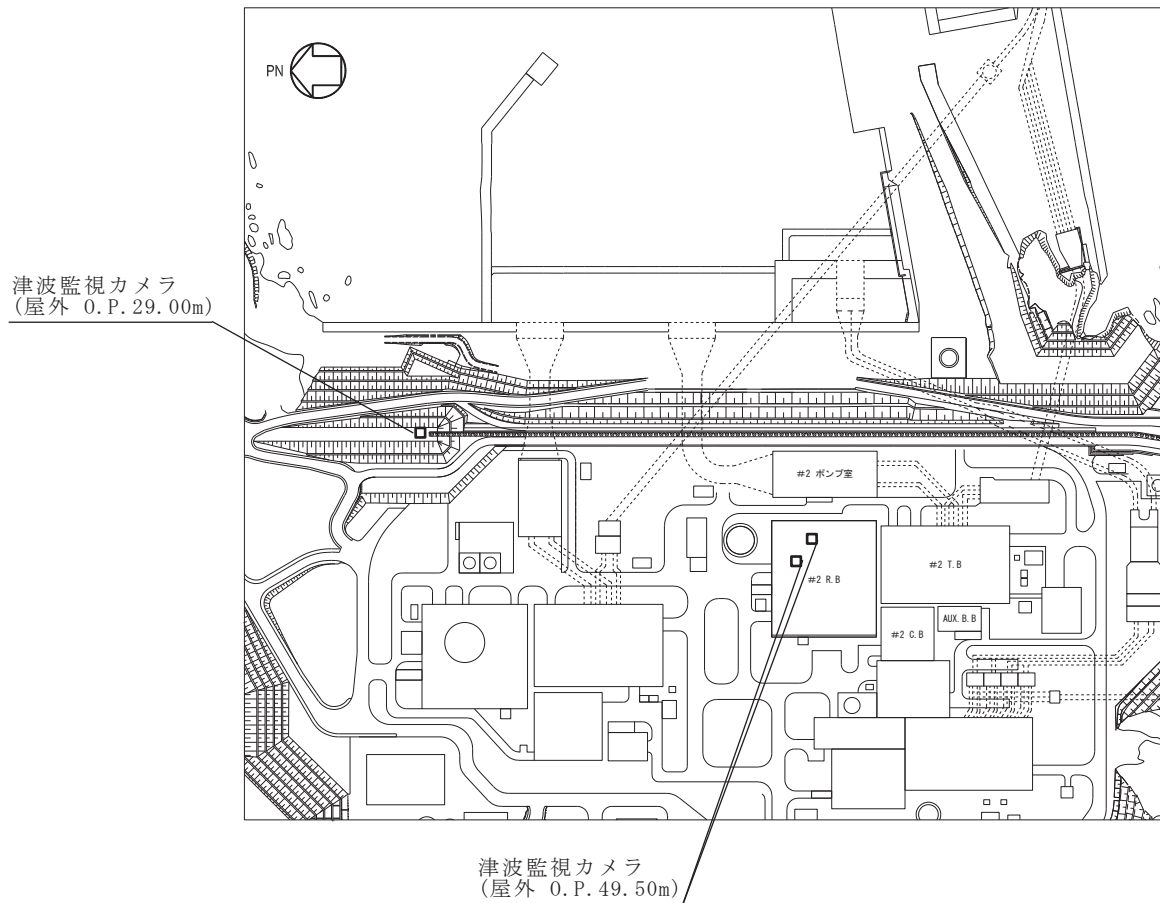 PN
津波監視カメラ
(屋外 O.P.29.00m)
#2 ポンプ室
#2 R.B
#2 T.B
#2 C.B
AUX.B.B
津波監視カメラ
(屋外 O.P.49.50m)